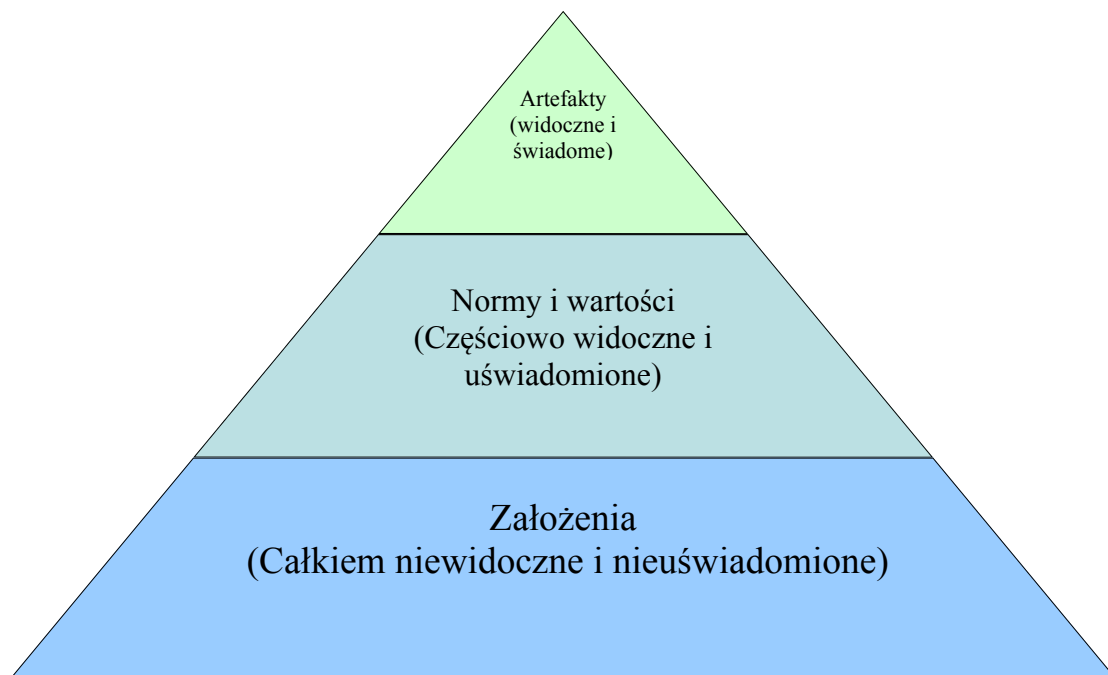 Artefakty
(widoczne i
świadome)
Normy i wartości
(Częściowo widoczne i
uświadomione)
Założenia
(Całkiem niewidoczne i nieuświadomione)